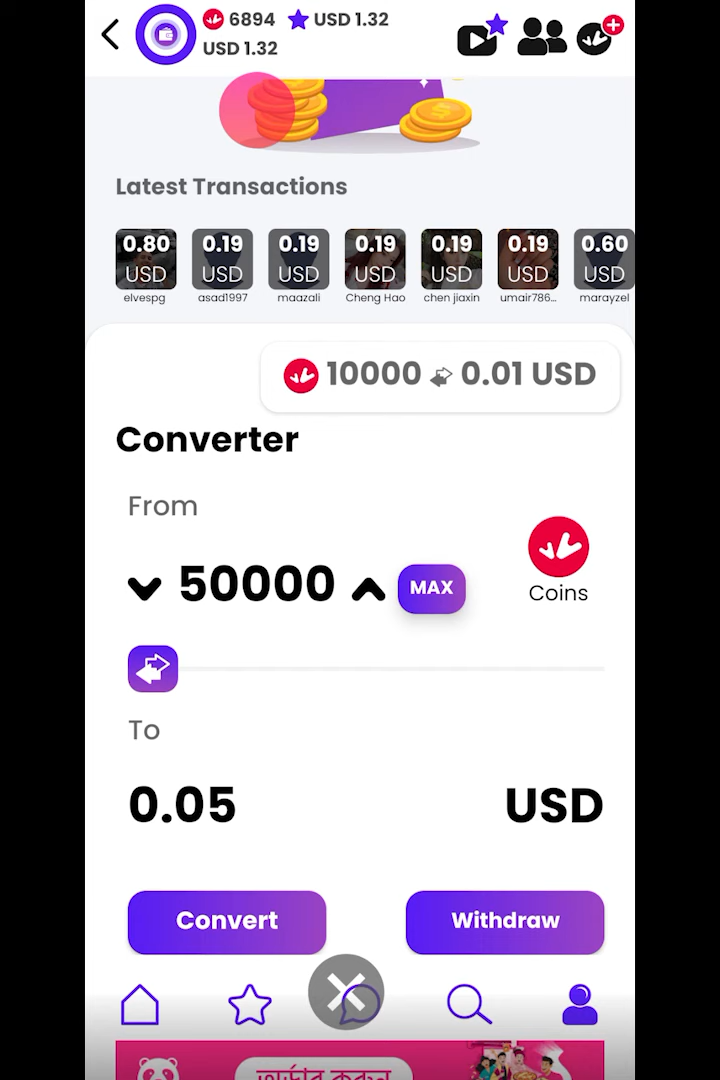 6894 USD 1.32
USD 1.32
Latest Transactions
0.80 0.19 0.19 0.19 0.19 0.19 0.60
USD USD USD USD USD USD USD
elvespg asad1997 maazali Cheng Hao chen jiaxin umair786... marayzel
10000 0.01 USD
Converter
From
50000 MAX
Coins
To
0.05 USD
Convert Withdraw
অর্ডার করুন